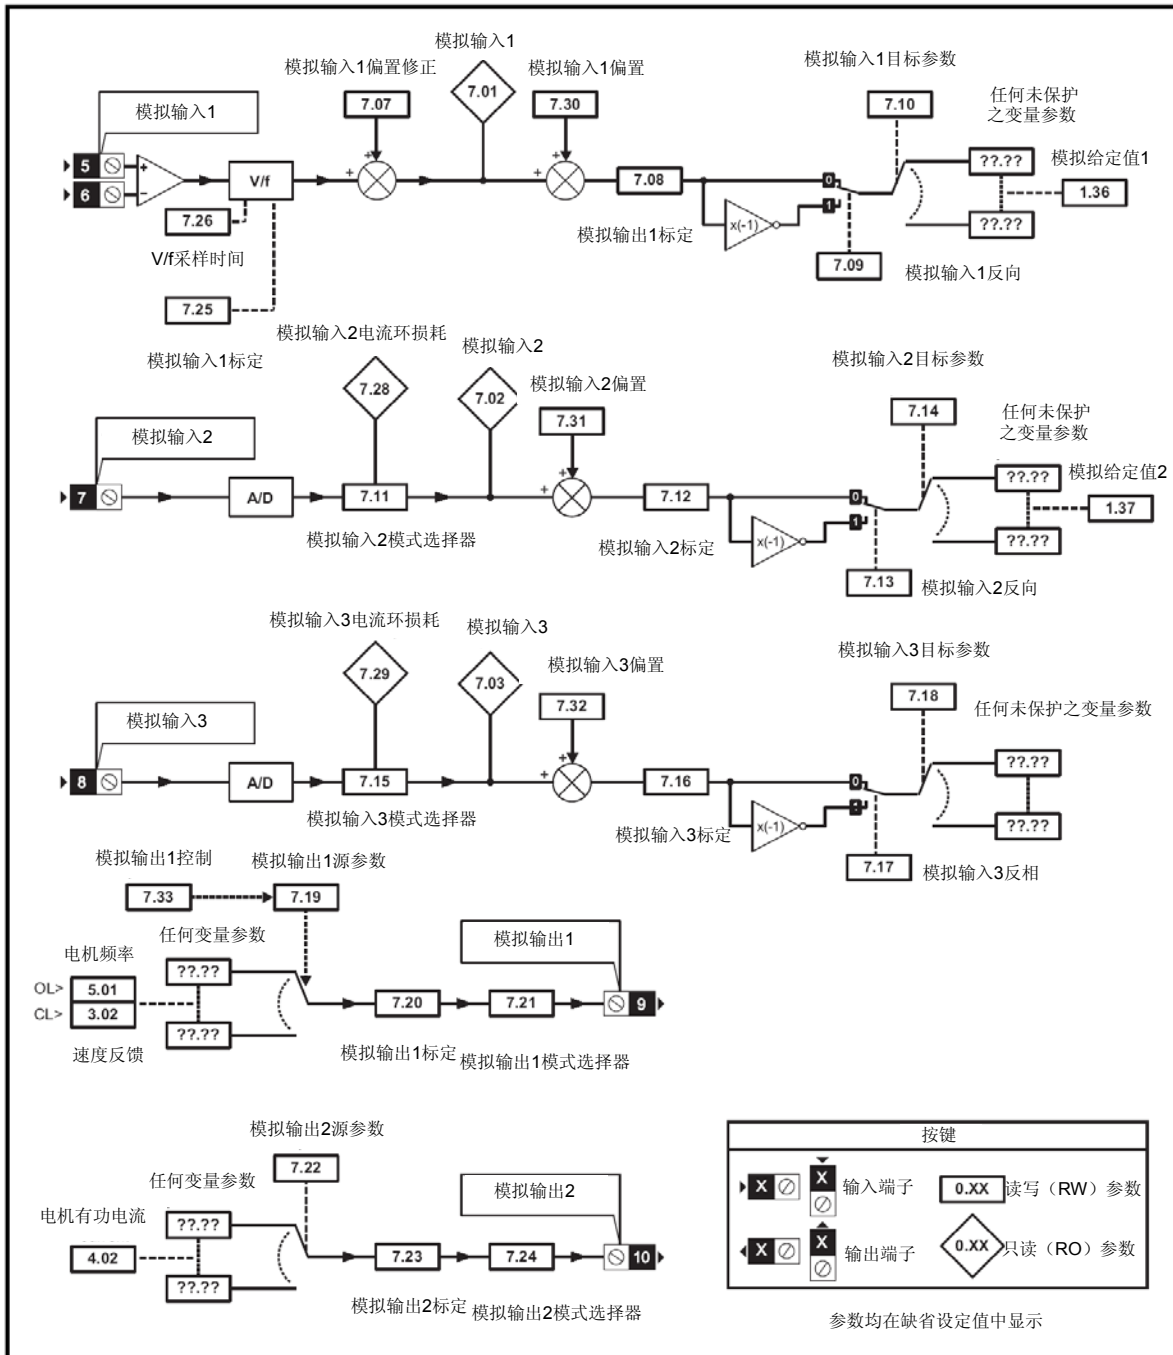 模拟输入1
模拟输入1偏置修正
模拟输入1偏置
模拟输入1目标参数
7.07
7.01
7.30
7.10
任何未保护
之变量参数
模拟输入1
5
6
+
−
V/f
+
+
+
+
7.08
0
1
x(-1)
??.??
??.??
模拟给定值1
1.36
7.26
V/f采样时间
模拟输出1标定
7.09
模拟输入1反向
7.25
模拟输入1标定
模拟输入2电流环损耗
模拟输入2
模拟输入2目标参数
7.28
7.02
模拟输入2偏置
7.31
7.14
任何未保护
之变量参数
模拟输入2
7
A/D
7.11
+
+
7.12
0
1
x(-1)
??.??
??.??
模拟给定值2
1.37
模拟输入2模式选择器
模拟输入2标定
7.13
模拟输入2反向
模拟输入3电流环损耗
模拟输入3
模拟输入3目标参数
7.29
7.03
模拟输入3偏置
7.32
7.18
任何未保护之变量参数
模拟输入3
8
A/D
7.15
+
+
7.16
0
1
x(-1)
??.??
??.??
模拟输入3模式选择器
模拟输入3标定
7.17
模拟输入3反相
模拟输出1控制
模拟输出1源参数
7.33
7.19
任何变量参数
模拟输出1
电机频率
OL> 5.01
CL> 3.02
速度反馈
??.??
??.??
7.20
7.21
9
模拟输出1标定
模拟输出1模式选择器
模拟输出2源参数
7.22
任何变量参数
模拟输出2
电机有功电流
4.02
??.??
??.??
7.23
7.24
10
模拟输出2标定
模拟输出2模式选择器
按键
X
X
输入端子
0.XX
读写（RW）参数
X
X
输出端子
0.XX
只读（RO）参数
参数均在缺省设定值中显示